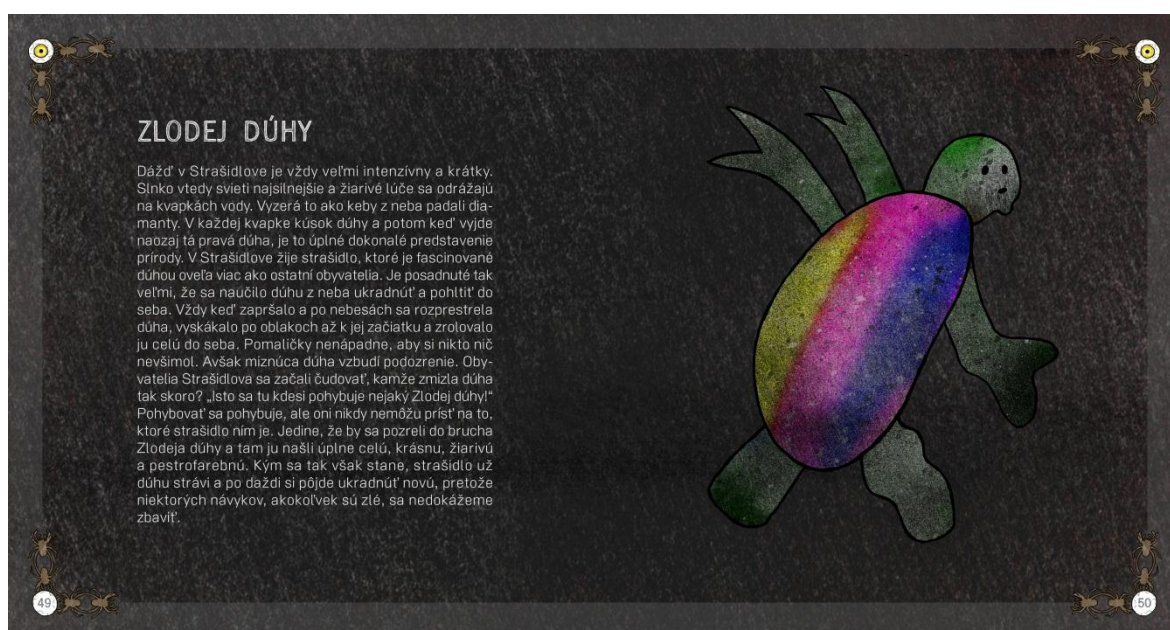 ZLODEJ DÚHY
Dážď v Strašidlove je vždy veľmi intenzívny a krátky.
Slnko vtedy svieti najsilnejšie a žiarivé lúče sa odrážajú
na kvapkách vody. Vyzerá to ako keby z neba padali dia-
manty. V každej kvapke kúsok dúhy a potom keď vyjde
naozaj tá pravá dúha, je to úplné dokonalé predstavenie
prírody. V Strašidlove žije strašidlo, ktoré je fascinované
dúhou oveľa viac ako ostatní obyvatelia. Je posadnuté tak
veľmi, že sa naučilo dúhu z neba ukradnúť a pohltiť do
seba. Vždy keď zapršalo a po nebesách sa rozprestrela
dúha, vyskákalo po oblakoch až k jej začiatku a zrolovalo
ju celú do seba. Pomaličky nenápadne, aby si nikto nič
nevšimol. Avšak miznúca dúha vzbudí podozrenie. Oby-
vatelia Strašidlova sa začali čudovať, kamže zmizla dúha
tak skoro? „Isto sa tu kdesi pohybuje nejaký Zlodej dúhy!“
Pohybovať sa pohybuje, ale oni nikdy nemôžu prísť na to,
ktoré strašidlo ním je. Jedine, že by sa pozreli do brucha
Zlodeja dúhy a tam ju našli úplne celú, krásnu, žiarivú
a pestrofarebnú. Kým sa tak však stane, strašidlo už
dúhu strávi a po daždi si pôjde ukradnúť novú, pretože
niektorých návykov, akokoľvek sú zlé, sa nedokážeme
zbaviť.
49
50